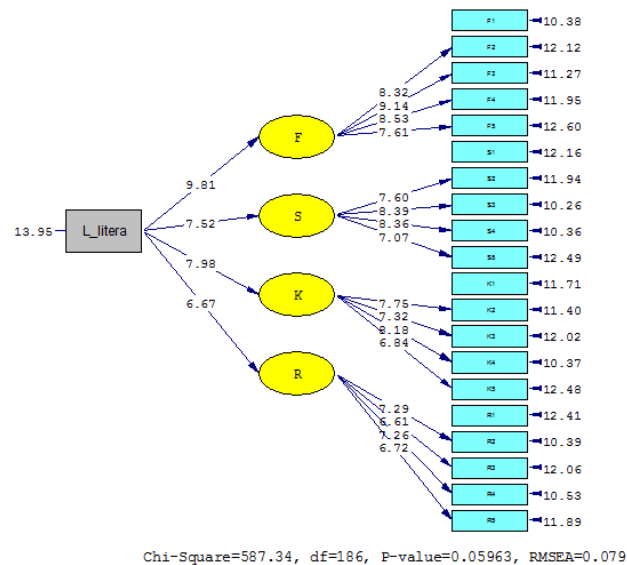 F1 10.38
F2 12.12
F3 11.27
F4 11.95
F5 12.60
S1 12.16
S2 11.94
S3 10.26
S4 10.36
S5 12.49
K1 11.71
K2 11.40
K3 12.02
K4 10.37
K5 12.48
R1 12.41
R2 10.39
R3 12.06
R4 10.53
R5 11.89
8.32
9.14
8.53
7.61
7.60
8.39
8.36
7.07
7.75
7.32
8.18
6.84
7.29
6.61
7.26
6.72
F
S
K
R
9.81
7.52
7.98
6.67
13.95
L_litera
Chi-Square=587.34, df=186, P-value=0.05963, RMSEA=0.079